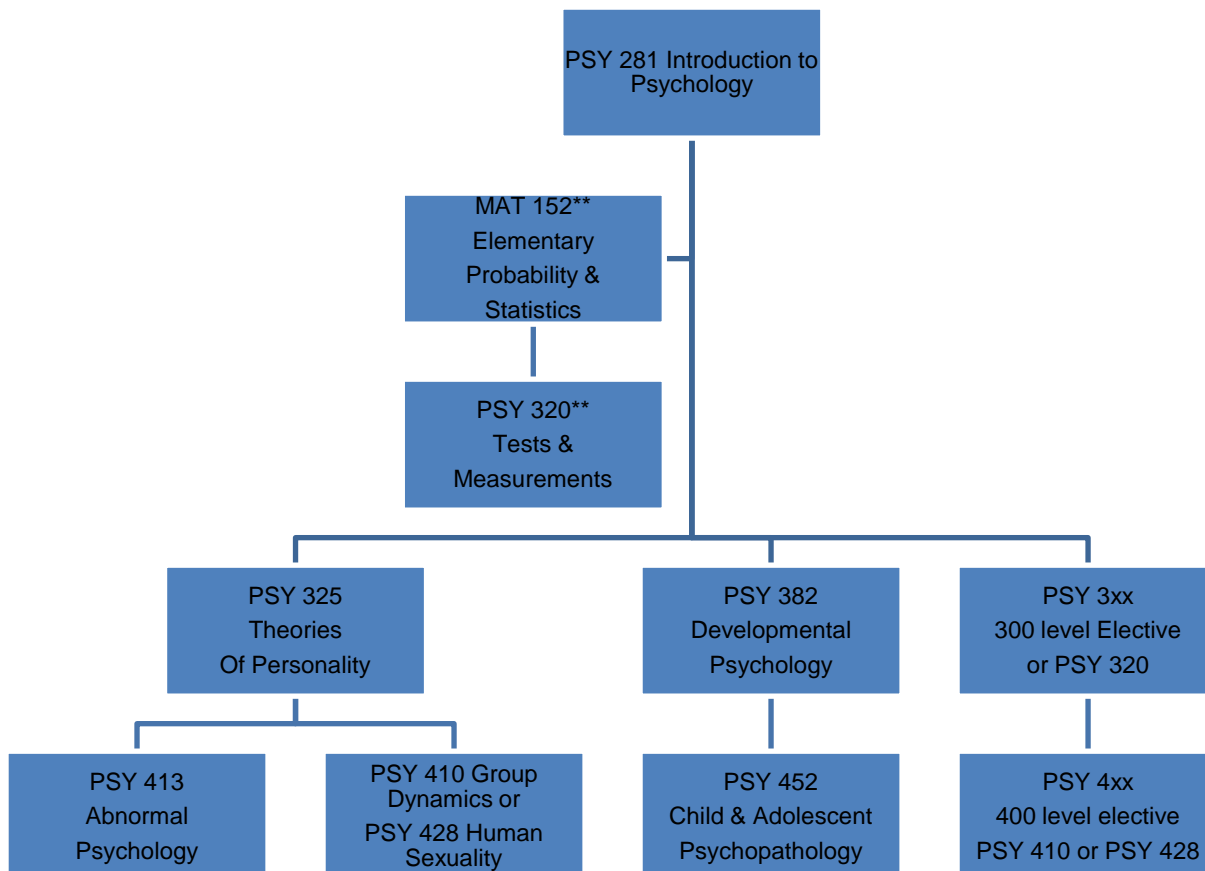 PSY 281 Introduction to
Psychology
MAT 152**
Elementary
Probability &
Statistics
PSY 320**
Tests &
Measurements
PSY 325
Theories
Of Personality
PSY 382
Developmental
Psychology
PSY 3xx
300 level Elective
or PSY 320
PSY 413
Abnormal
Psychology
PSY 410 Group
Dynamics or
PSY 428 Human
Sexuality
PSY 452
Child & Adolescent
Psychopathology
PSY 4xx
400 level elective
PSY 410 or PSY 428